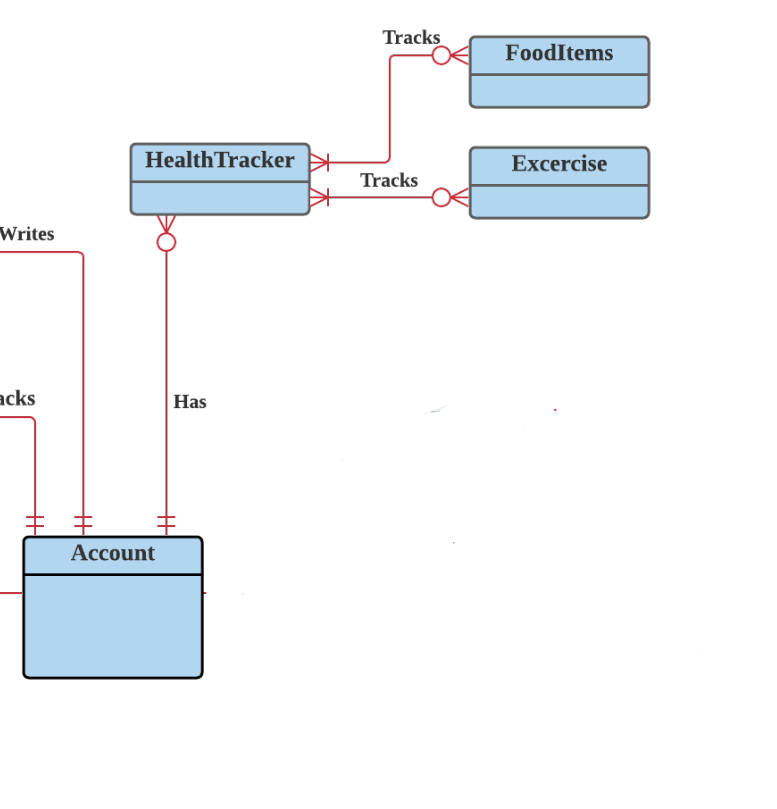 Tracks
FoodItems
HealthTracker
Excercise
Tracks
Writes
acks
Has
Account